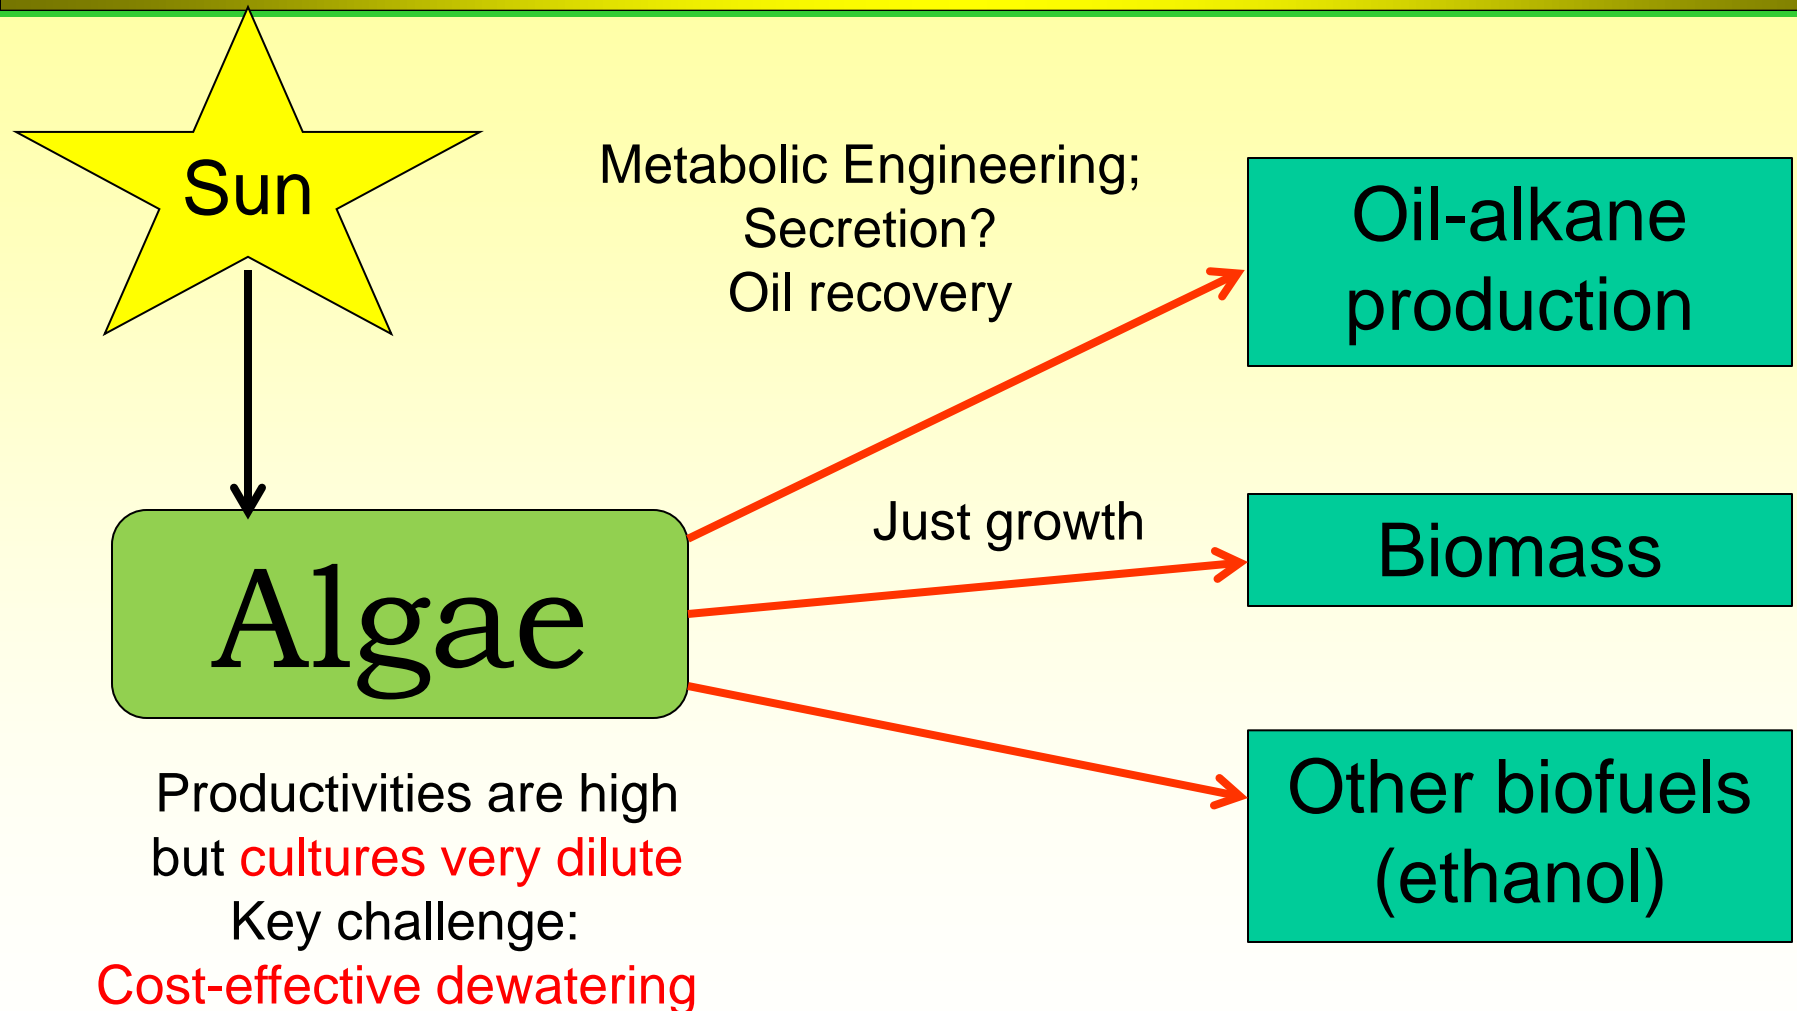 Sun
Metabolic Engineering;
Secretion?
Oil recovery
Oil-alkane
production
Just growth
Biomass
Algae
Other biofuels
(ethanol)
Productivities are high
but cultures very dilute
Key challenge:
Cost-effective dewatering